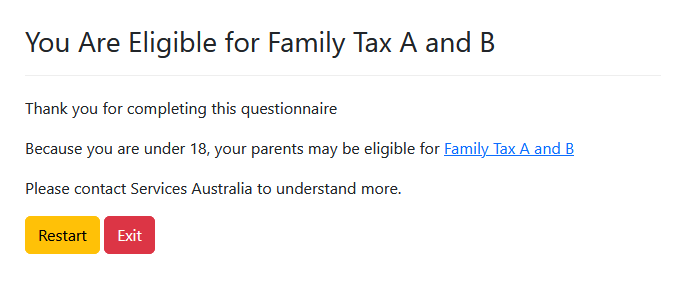 You Are Eligible for Family Tax A and B
Thank you for completing this questionnaire
Because you are under 18, your parents may be eligible for Family Tax A and B
Please contact Services Australia to understand more.
Restart Exit